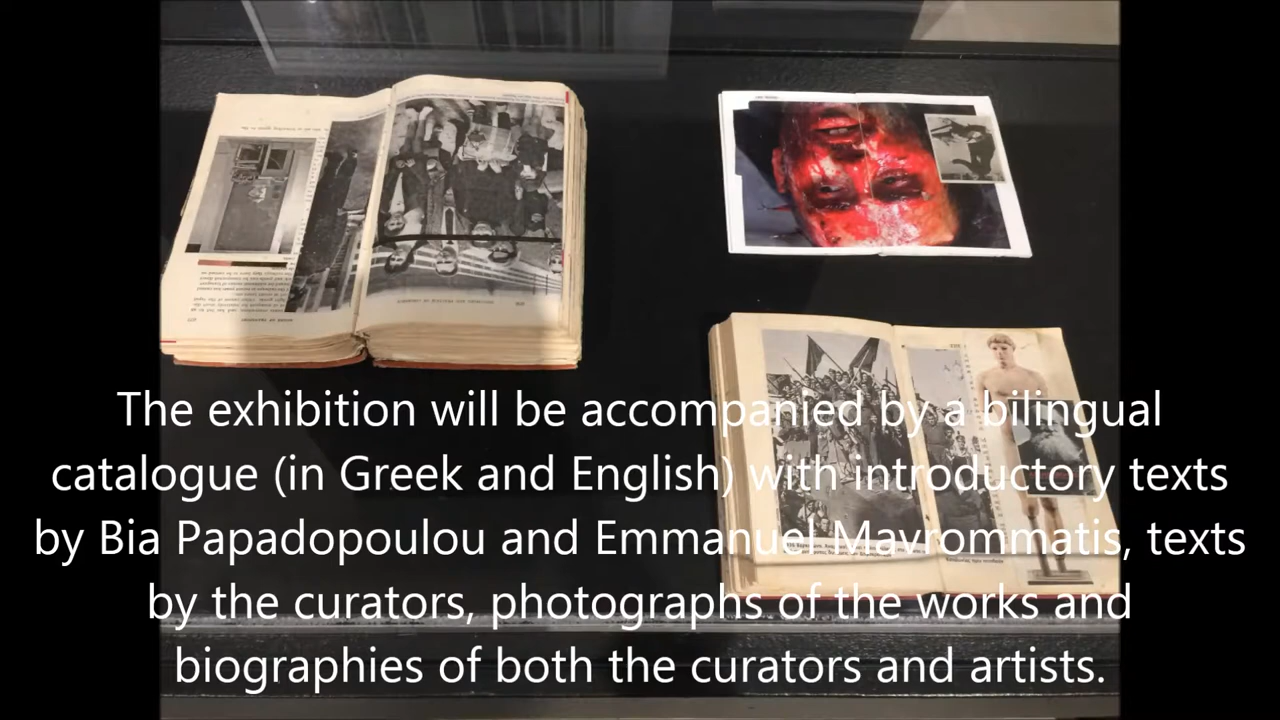 The exhibition will be accompanied by a bilingual
catalogue (in Greek and English) with introductory texts
by Bia Papadopoulou and Emmanuel Mavrommatis, texts
by the curators, photographs of the works and
biographies of both the curators and artists.